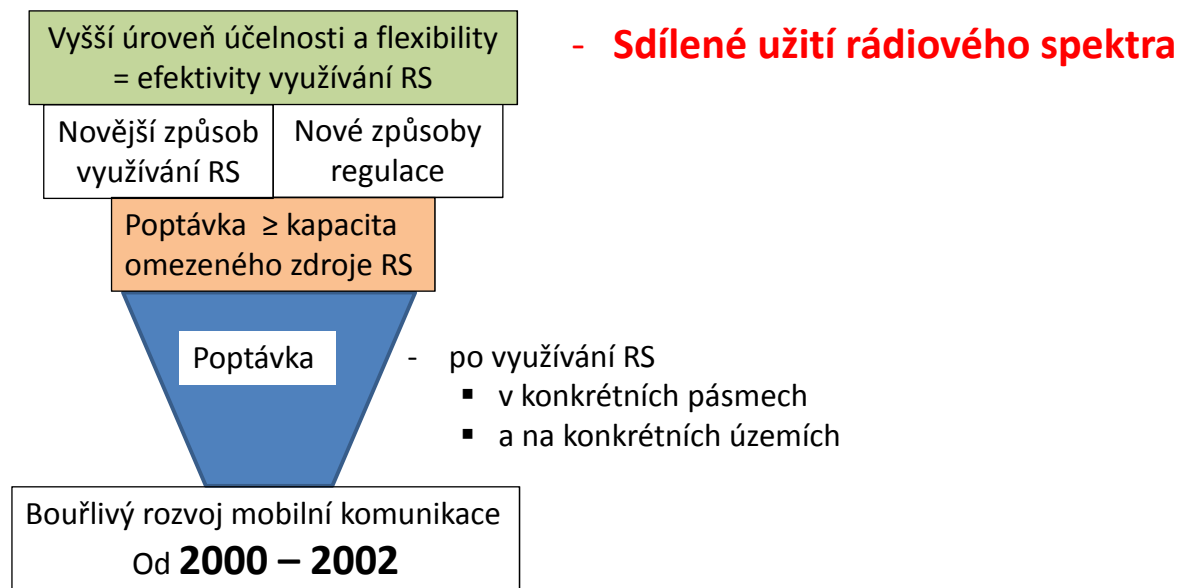 Vyšší úroveň účelnosti a flexibility
= efektivity využívání RS
- Sdílené užití rádiového spektra
Novější způsob
využívání RS
Nové způsoby
regulace
Poptávka ≥ kapacita
omezeného zdroje RS
Poptávka
- po využívání RS
▪ v konkrétních pásmech
▪ a na konkrétních územích
Bouřlivý rozvoj mobilní komunikace
Od 2000 – 2002